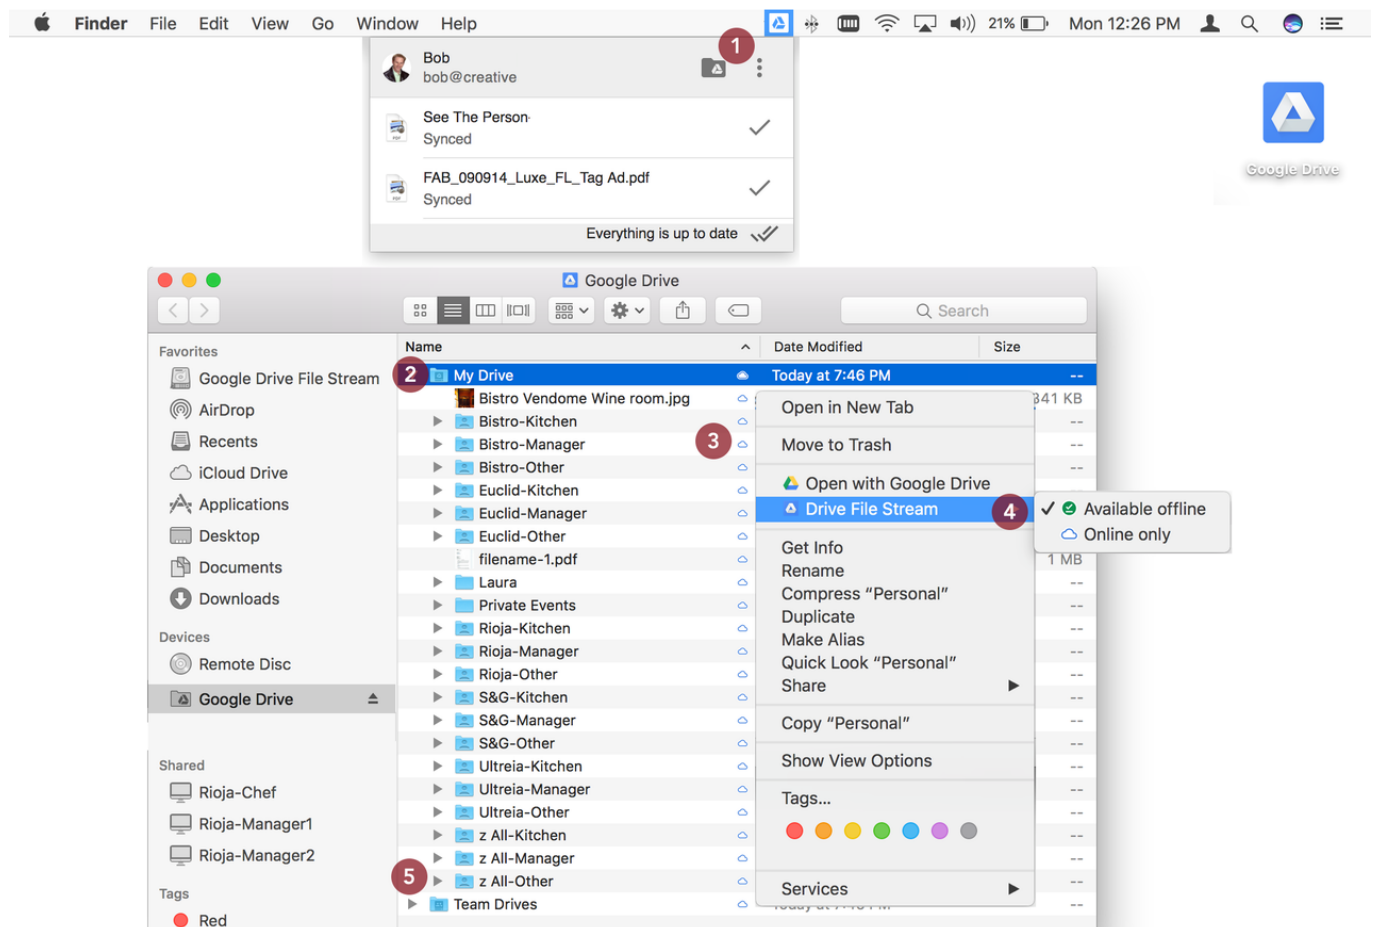 Finder File Edit View Go Window Help 21% Mon 12:26 PM
1
Bob
bob@creative
See The Person
Synced
FAB_090914_Luxe_FL_Tag Ad.pdf
Synced
Everything is up to date
Google Drive
Google Drive
Search
Favorites
Google Drive File Stream
AirDrop
Recents
iCloud Drive
Applications
Desktop
Documents
Downloads
Devices
Remote Disc
Google Drive
Shared
Rioja-Chef
Rioja-Manager1
Rioja-Manager2
Tags
Red
Name Date Modified Size
2 My Drive Today at 7:46 PM --
Bistro Vendome Wine room.jpg 341 KB
Bistro-Kitchen --
3
Bistro-Manager --
Bistro-Other --
Euclid-Kitchen --
Euclid-Manager
Euclid-Other
filename-1.pdf 1 MB
Laura --
Private Events --
Rioja-Kitchen --
Rioja-Manager --
Rioja-Other --
S&G-Kitchen --
S&G-Manager --
S&G-Other --
Ultreia-Kitchen --
Ultreia-Manager --
Ultreia-Other --
z All-Kitchen --
z All-Manager --
5
z All-Other --
Team Drives --
Open in New Tab
Move to Trash
Open with Google Drive
Drive File Stream 4
Available offline
Online only
Get Info
Rename
Compress “Personal”
Duplicate
Make Alias
Quick Look “Personal”
Share
Copy “Personal”
Show View Options
Tags...
Services